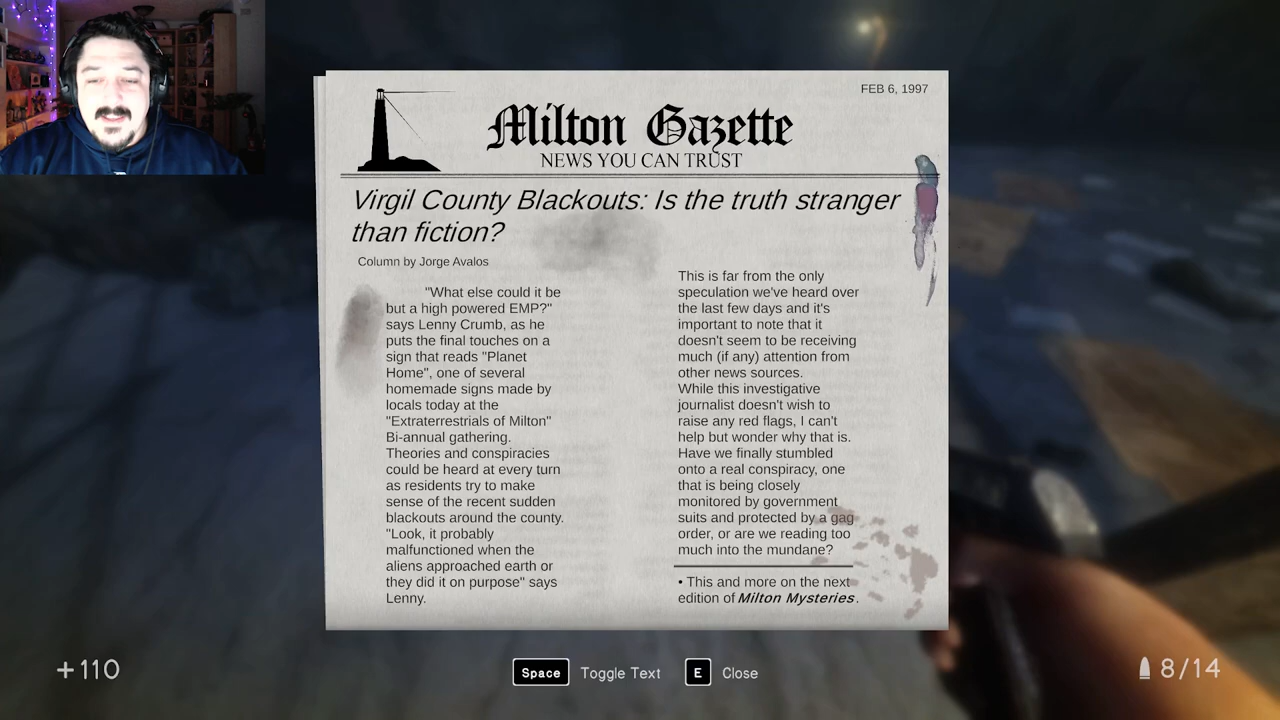 FEB 6, 1997
Milton Gazette
NEWS YOU CAN TRUST
Virgil County Blackouts: Is the truth stranger
than fiction?
Column by Jorge Avalos
"What else could it be
but a high powered EMP?"
says Lenny Crumb, as he
puts the final touches on a
sign that reads "Planet
Home", one of several
homemade signs made by
locals today at the
"Extraterrestrials of Milton"
Bi-annual gathering.
Theories and conspiracies
could be heard at every turn
as residents try to make
sense of the recent sudden
blackouts around the county.
"Look, it probably
malfunctioned when the
aliens approached earth or
they did it on purpose" says
Lenny.
This is far from the only
speculation we've heard over
the last few days and it's
important to note that it
doesn't seem to be receiving
much (if any) attention from
other news sources.
While this investigative
journalist doesn't wish to
raise any red flags, I can't
help but wonder why that is.
Have we finally stumbled
onto a real conspiracy, one
that is being closely
monitored by government
suits and protected by a gag
order, or are we reading too
much into the mundane?
• This and more on the next
edition of Milton Mysteries.
+110
Space Toggle Text E Close
8/14